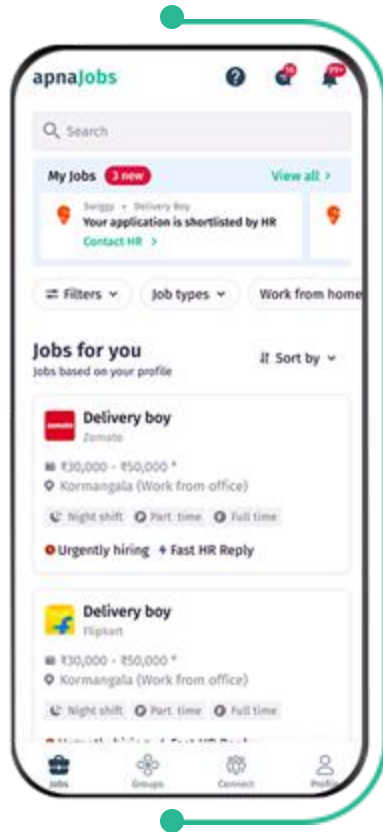 apnaJobs
Search
My Jobs 3 new View all >
Swiggy • Delivery Boy
Your application is shortlisted by HR
Contact HR >
Filters Job types Work from home
Jobs for you
Jobs based on your profile
Sort by
Delivery boy
zomato
Zomato
₹30,000 - ₹50,000 *
Kormangala (Work from office)
Night shift Part time Full time
Urgently hiring Fast HR Reply
Delivery boy
Flipkart
₹30,000 - ₹50,000 *
Kormangala (Work from office)
Night shift Part time Full time
Jobs Groups Connect Profile